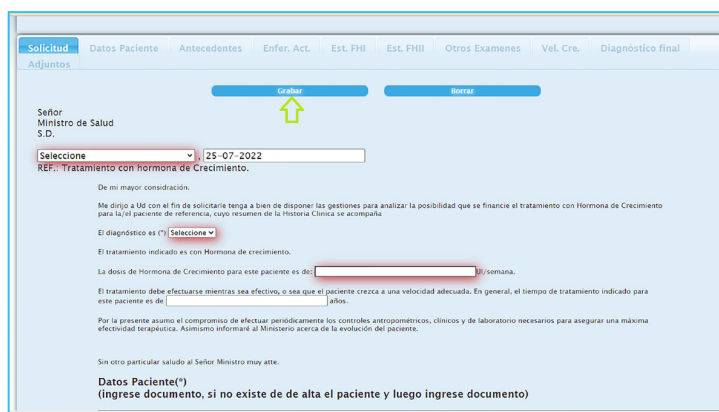 Solicitud Datos Paciente Antecedentes Enfer. Act. Est. FHI Est. FHII Otros Examenes Vel. Cre. Diagnóstico final
Adjuntos
Grabar Borrar
Señor
Ministro de Salud
S.D.
Seleccione , 25-07-2022
REF.: Tratamiento con hormona de Crecimiento.
De mi mayor considración.
Me dirijo a Ud con el fin de solicitarle tenga a bien de disponer las gestiones para analizar la posibilidad que se financie el tratamiento con Hormona de Crecimiento
para la/el paciente de referencia, cuyo resumen de la Historia Clinica se acompaña
El diagnóstico es (*) Seleccione
El tratamiento indicado es con Hormona de crecimiento.
La dosis de Hormona de Crecimiento para este paciente es de: UI/semana.
El tratamiento debe efectuarse mientras sea efectivo, o sea que el paciente crezca a una velocidad adecuada. En general, el tiempo de tratamiento indicado para
este paciente es de años.
Por la presente asumo el compromiso de efectuar periódicamente los controles antropométricos, clínicos y de laboratorio necesarios para asegurar una máxima
efectividad terapéutica. Asimismo informaré al Ministerio acerca de la evolución del paciente.
Sin otro particular saludo al Señor Ministro muy atte.
Datos Paciente(*)
(ingrese documento, si no existe de de alta el paciente y luego ingrese documento)